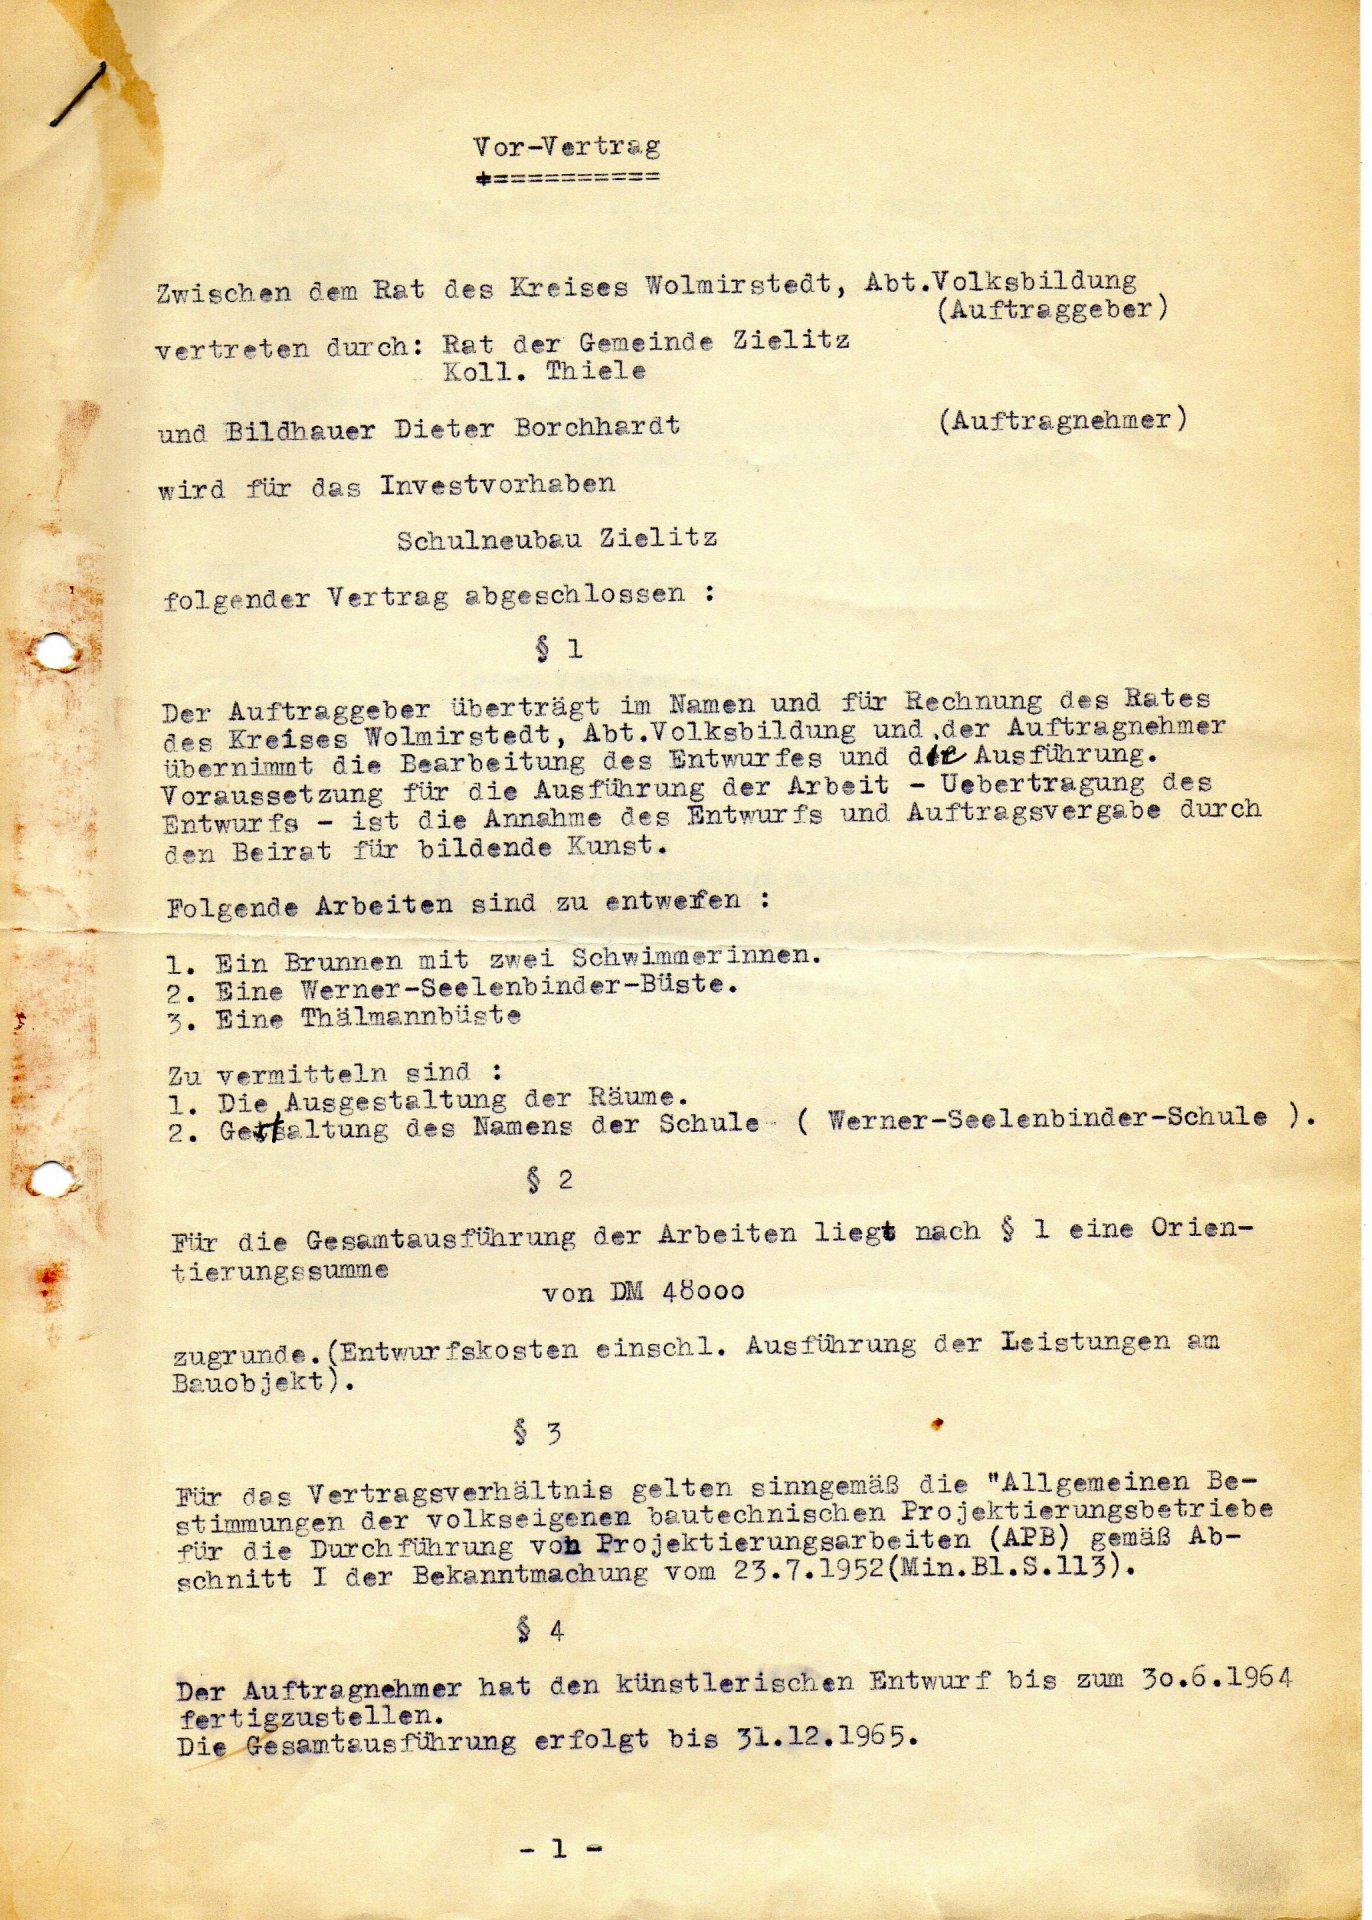 Vor-Vertrag
===========
Zwischen dem Rat des Kreises Wolmirstedt, Abt.Volksbildung
(Auftraggeber)
vertreten durch: Rat der Gemeinde Zielitz
Koll. Thiele
und Bildhauer Dieter Borchhardt (Auftragnehmer)
wird für das Investvorhaben
Schulneubau Zielitz
folgender Vertrag abgeschlossen :
§ 1
Der Auftraggeber überträgt im Namen und für Rechnung des Rates
des Kreises Wolmirstedt, Abt.Volksbildung und der Auftragnehmer
übernimmt die Bearbeitung des Entwurfes und die Ausführung.
Voraussetzung für die Ausführung der Arbeit - Uebertragung des
Entwurfs - ist die Annahme des Entwurfs und Auftragsvergabe durch
den Beirat für bildende Kunst.
Folgende Arbeiten sind zu entwerfen :
1. Ein Brunnen mit zwei Schwimmerinnen.
2. Eine Werner-Seelenbinder-Büste.
3. Eine Thälmannbüste
Zu vermitteln sind :
1. Die Ausgestaltung der Räume.
2. Gestaltung des Namens der Schule ( Werner-Seelenbinder-Schule ).
§ 2
Für die Gesamtausführung der Arbeiten liegt nach § 1 eine Orien-
tierungssumme
von DM 48000
zugrunde.(Entwurfskosten einschl. Ausführung der Leistungen am
Bauobjekt).
§ 3
Für das Vertragsverhältnis gelten sinngemäß die "Allgemeinen Be-
stimmungen der volkseigenen bautechnischen Projektierungsbetriebe
für die Durchführung von Projektierungsarbeiten (APB) gemäß Ab-
schnitt I der Bekanntmachung vom 23.7.1952(Min.Bl.S.113).
§ 4
Der Auftragnehmer hat den künstlerischen Entwurf bis zum 30.6.1964
fertigzustellen.
Die Gesamtausführung erfolgt bis 31.12.1965.
- 1 -